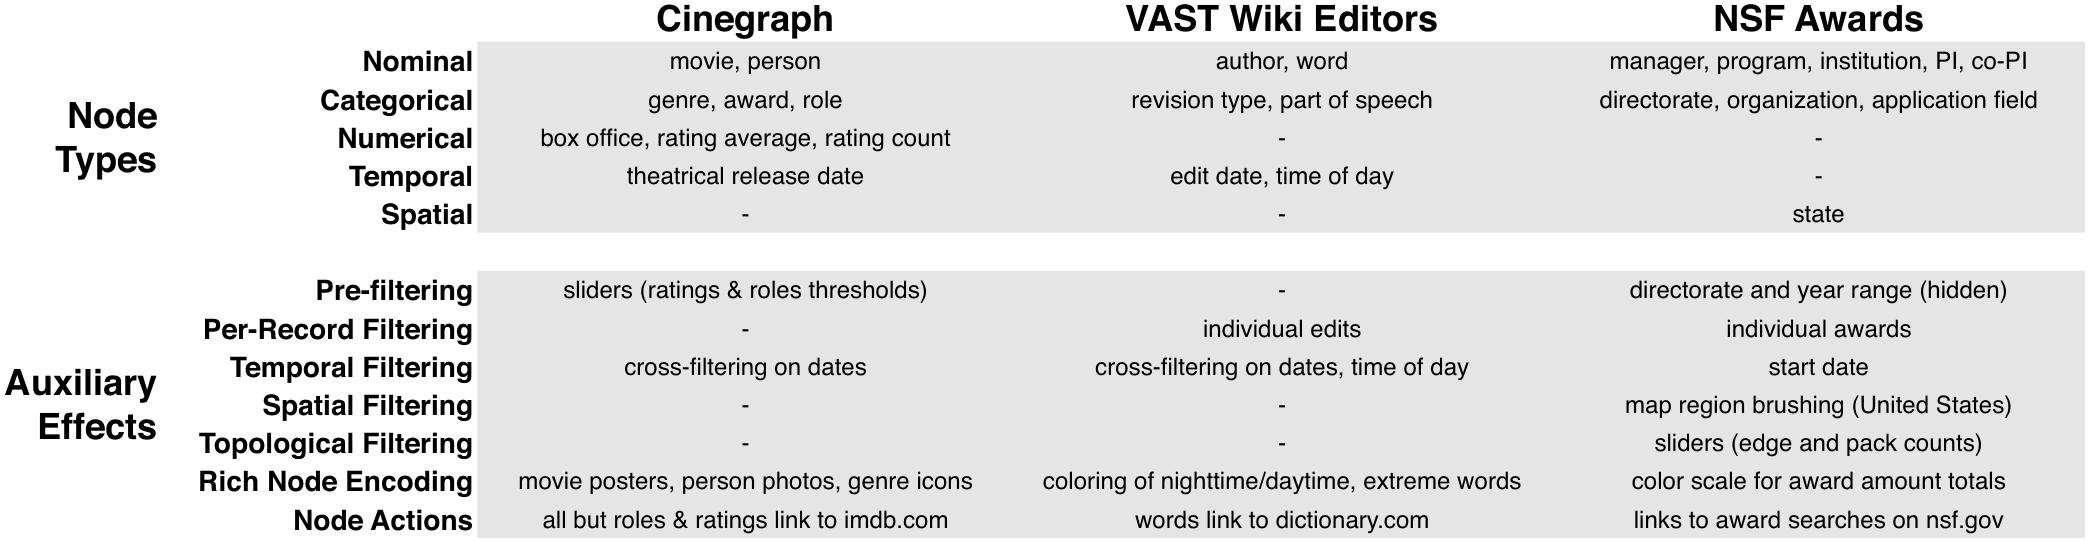 Cinegraph VAST Wiki Editors NSF Awards
Node Types
Nominal movie, person author, word manager, program, institution, PI, co-PI
Categorical genre, award, role revision type, part of speech directorate, organization, application field
Numerical box office, rating average, rating count - -
Temporal theatrical release date edit date, time of day -
Spatial - - state
Auxiliary Effects
Pre-filtering sliders (ratings & roles thresholds) - directorate and year range (hidden)
Per-Record Filtering - individual edits individual awards
Temporal Filtering cross-filtering on dates cross-filtering on dates, time of day start date
Spatial Filtering - - map region brushing (United States)
Topological Filtering - - sliders (edge and pack counts)
Rich Node Encoding movie posters, person photos, genre icons coloring of nighttime/daytime, extreme words color scale for award amount totals
Node Actions all but roles & ratings link to imdb.com words link to dictionary.com links to award searches on nsf.gov